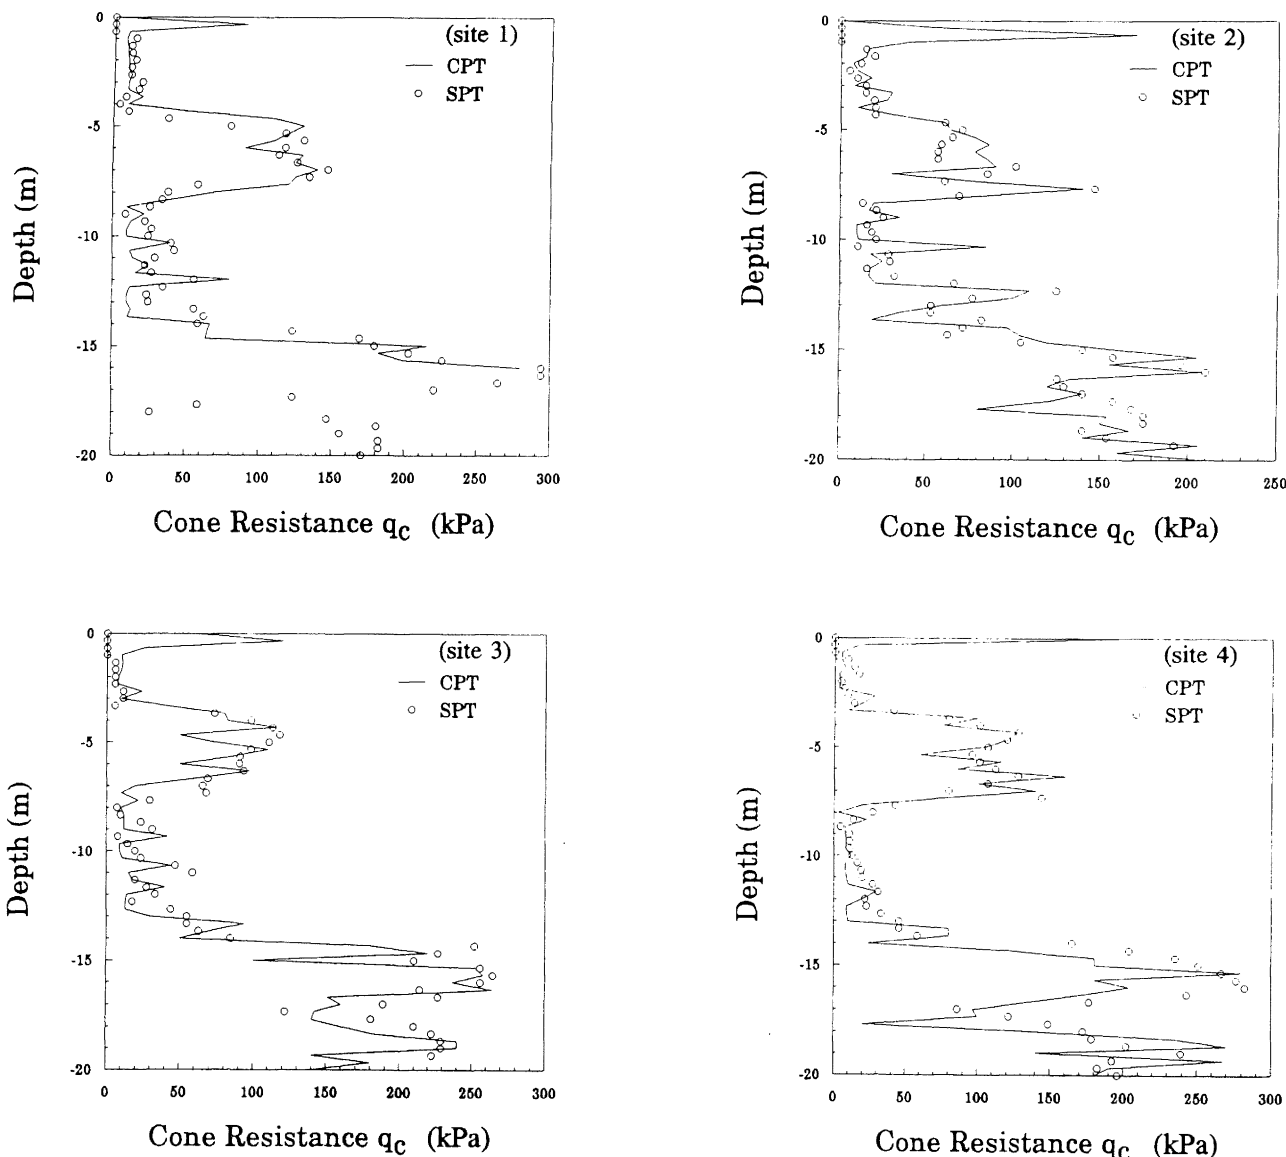 (site 1)
CPT
SPT
0
-5
-10
-15
-20
0 50 100 150 200 250 300
Depth (m)
Cone Resistance qc (kPa)
(site 2)
CPT
SPT
0
-5
-10
-15
-20
0 50 100 150 200 250
Depth (m)
Cone Resistance qc (kPa)
(site 3)
CPT
SPT
0
-5
-10
-15
-20
0 50 100 150 200 250 300
Depth (m)
Cone Resistance qc (kPa)
(site 4)
CPT
SPT
0
-5
-10
-15
-20
0 50 100 150 200 250 300
Depth (m)
Cone Resistance qc (kPa)